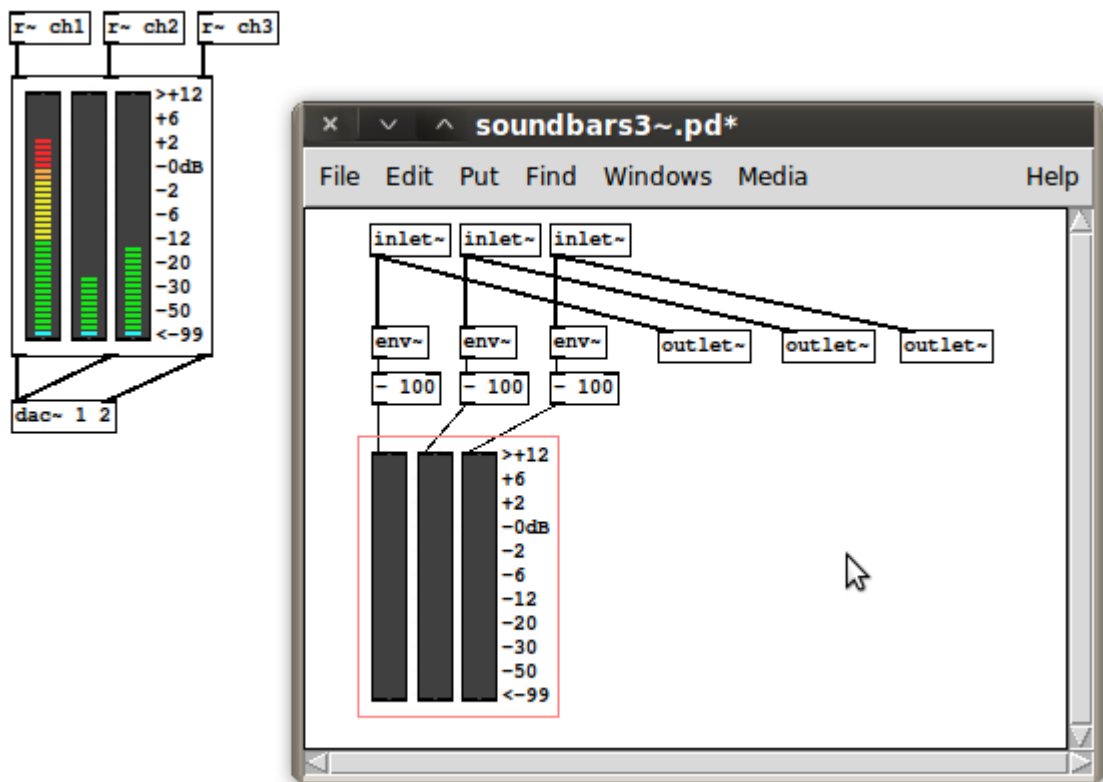 r~ ch1 r~ ch2 r~ ch3
>+12
+6
+2
-0dB
-2
-6
-12
-20
-30
-50
<-99
dac~ 1 2
soundbars3~.pd*
File Edit Put Find Windows Media Help
inlet~ inlet~ inlet~
env~ env~ env~ outlet~ outlet~ outlet~
- 100 - 100 - 100
>+12
+6
+2
-0dB
-2
-6
-12
-20
-30
-50
<-99